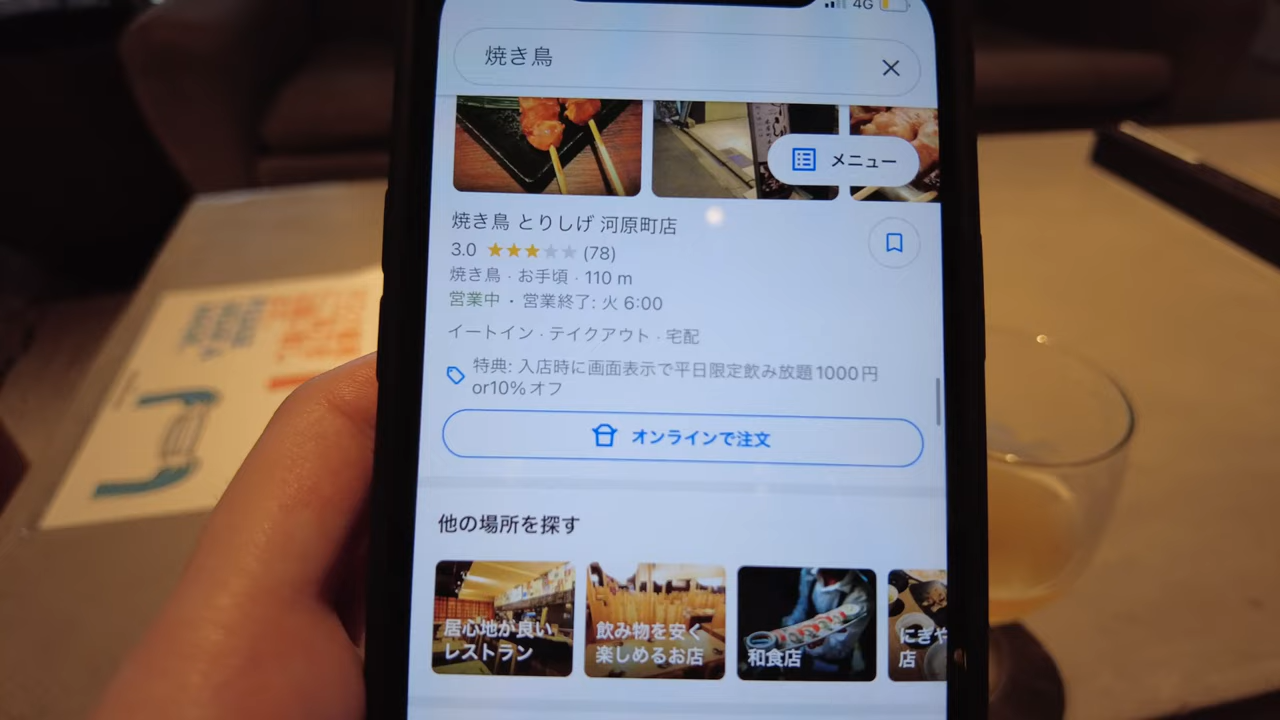 4G
焼き鳥
メニュー
焼き鳥 とりしげ 河原町店
3.0 (78)
焼き鳥 · お手頃 · 110 m
営業中 · 営業終了: 火 6:00
イートイン · テイクアウト · 宅配
特典: 入店時に画面表示で平日限定飲み放題1000円
or10%オフ
オンラインで注文
他の場所を探す
居心地が良い
レストラン
飲み物を安く
楽しめるお店
和食店
にぎや
店